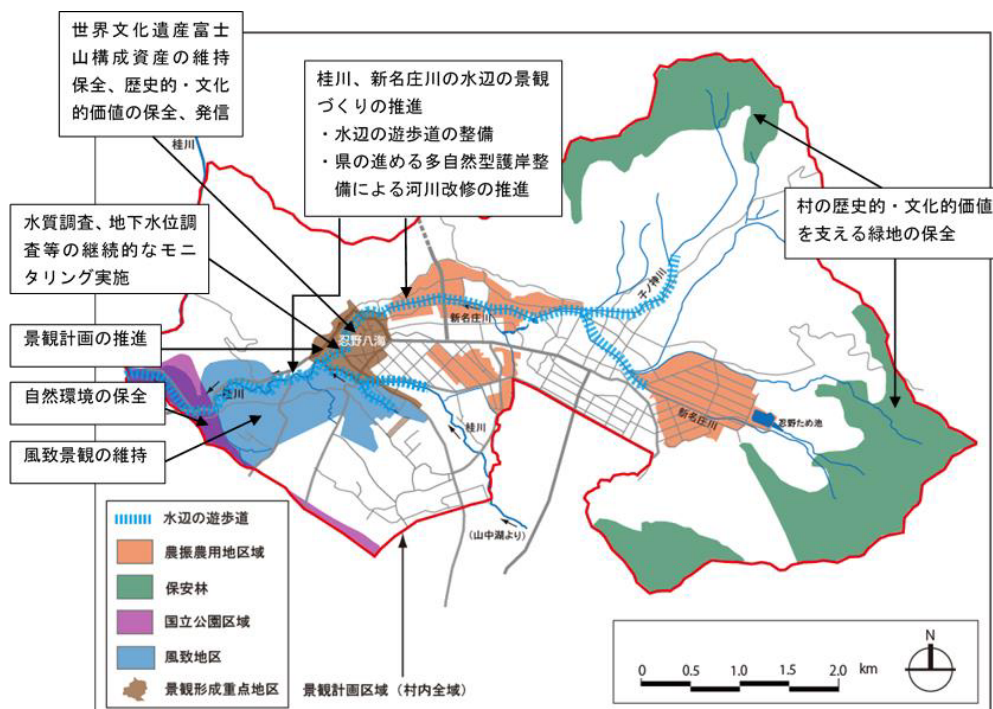 世界文化遺産富士
山構成資産の維持
保全、歴史的・文化
的価値の保全、発信
桂川、新名庄川の水辺の景観
づくりの推進
・水辺の遊歩道の整備
・県の進める多自然型護岸整
備による河川改修の推進
桂川
村の歴史的・文化的価値
を支える緑地の保全
水質調査、地下水位調
査等の継続的なモニ
タリング実施
子ノ神川
新名庄川
景観計画の推進
忍野八海
自然環境の保全
桂川
新名庄川
忍野ため池
桂川
風致景観の維持
(山中湖より)
水辺の遊歩道
農振農用地区域
保安林
国立公園区域
風致地区
景観形成重点地区
景観計画区域(村内全域)
N
0 0.5 1.0 1.5 2.0 km